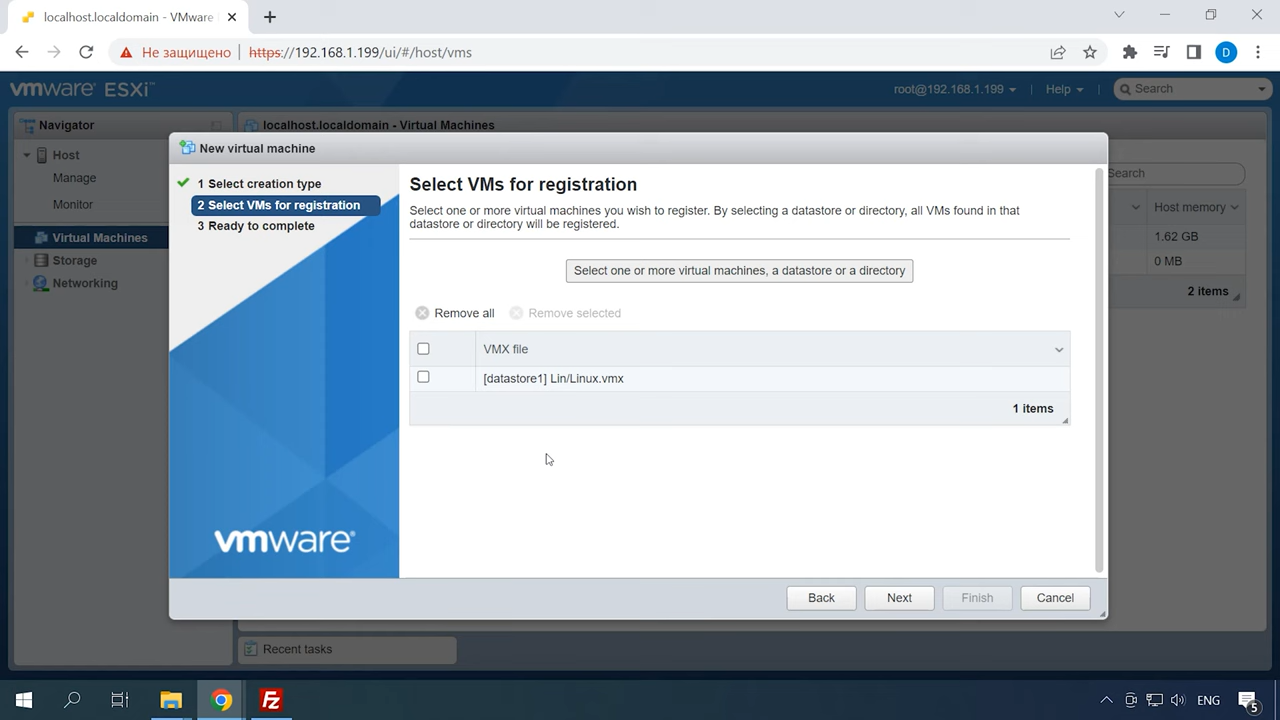 localhost.localdomain - VMware
Не защищено
https://192.168.1.199/ui/#/host/vms
D
vmware ESXi™
root@192.168.1.199
Help
Search
Navigator
Host
Manage
Monitor
Virtual Machines
Storage
Networking
localhost.localdomain - Virtual Machines
Search
Host memory
1.62 GB
0 MB
2 items
New virtual machine
1 Select creation type
2 Select VMs for registration
3 Ready to complete
vmware®
Select VMs for registration
Select one or more virtual machines you wish to register. By selecting a datastore or directory, all VMs found in that
datastore or directory will be registered.
Select one or more virtual machines, a datastore or a directory
Remove all
Remove selected
VMX file
[datastore1] Lin/Linux.vmx
1 items
Back
Next
Finish
Cancel
Recent tasks
Fz
ENG
5